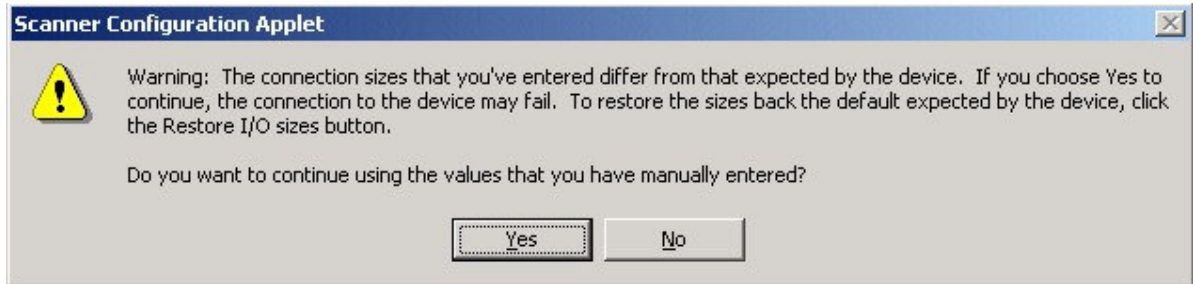 Scanner Configuration Applet
Warning:  The connection sizes that you've entered differ from that expected by the device.  If you choose Yes to
continue, the connection to the device may fail.  To restore the sizes back the default expected by the device, click
the Restore I/O sizes button.
Do you want to continue using the values that you have manually entered?
Yes
No